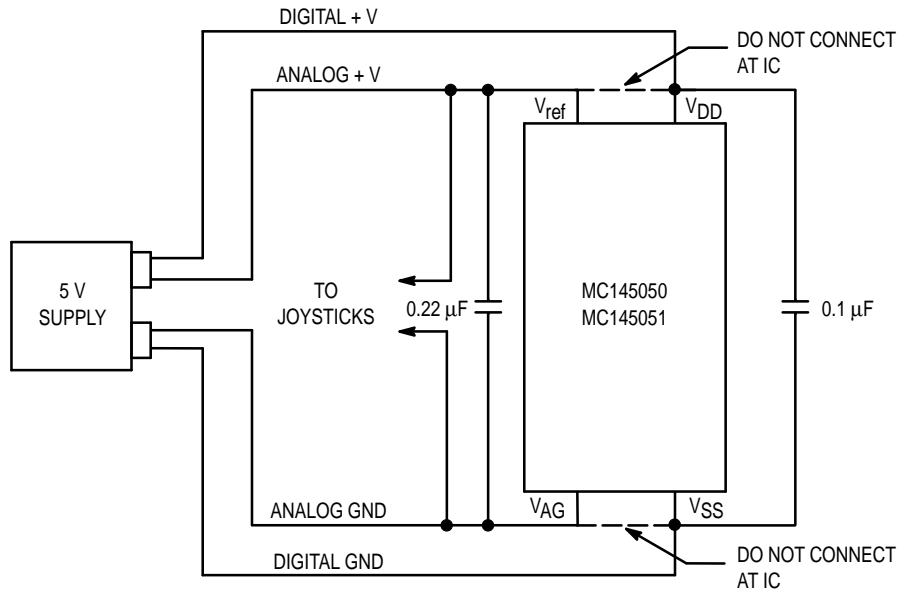 DIGITAL + V
DO NOT CONNECT
AT IC
ANALOG + V
Vref
VDD
5 V
SUPPLY
TO
JOYSTICKS
0.22 μF
MC145050
MC145051
0.1 μF
ANALOG GND
VAG
VSS
DIGITAL GND
DO NOT CONNECT
AT IC